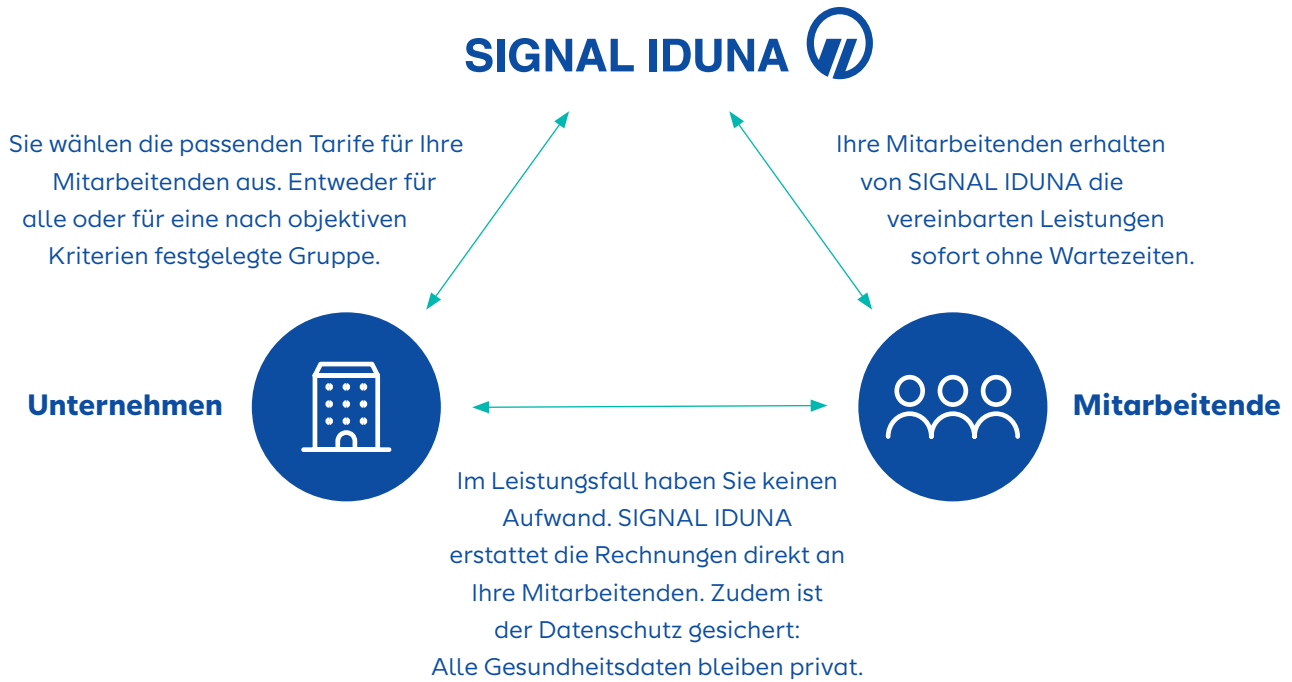 SIGNAL IDUNA
Sie wählen die passenden Tarife für Ihre
Mitarbeitenden aus. Entweder für
alle oder für eine nach objektiven
Kriterien festgelegte Gruppe.
Ihre Mitarbeitenden erhalten
von SIGNAL IDUNA die
vereinbarten Leistungen
sofort ohne Wartezeiten.
Unternehmen
Mitarbeitende
Im Leistungsfall haben Sie keinen
Aufwand. SIGNAL IDUNA
erstattet die Rechnungen direkt an
Ihre Mitarbeitenden. Zudem ist
der Datenschutz gesichert:
Alle Gesundheitsdaten bleiben privat.